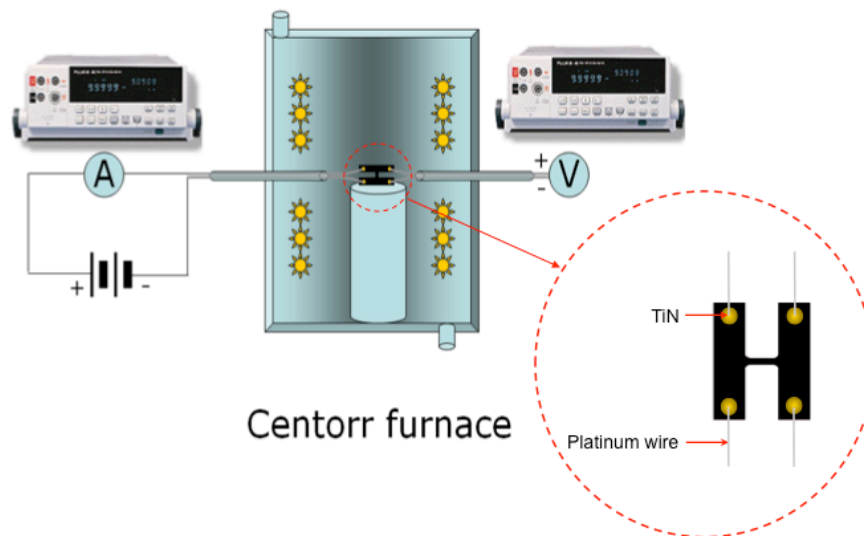 A
+
-
+
-
V
TiN
Platinum wire
Centorr furnace